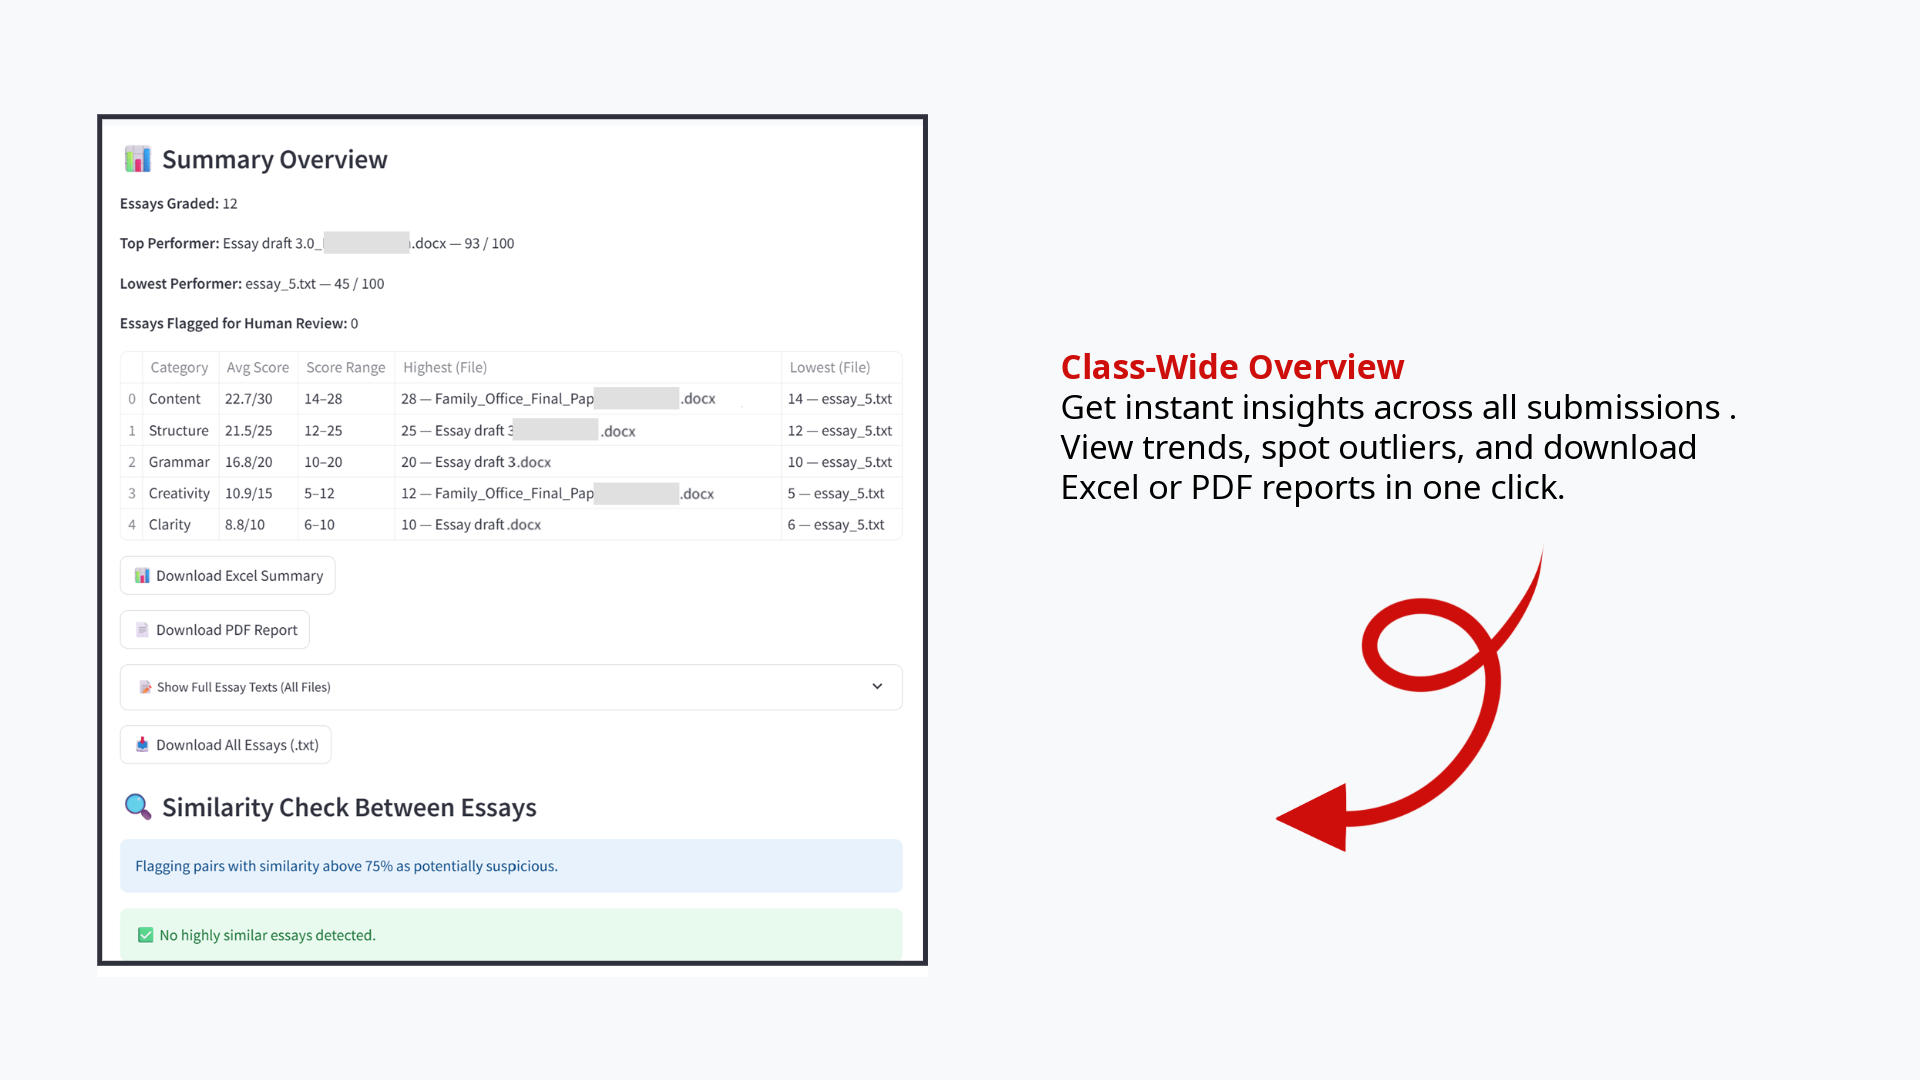 Summary Overview
Essays Graded: 12
Top Performer: Essay draft 3.0_ .docx — 93 / 100
Lowest Performer: essay_5.txt — 45 / 100
Essays Flagged for Human Review: 0
Category Avg Score Score Range Highest (File) Lowest (File)
0 Content 22.7/30 14–28 28 — Family_Office_Final_Pap .docx 14 — essay_5.txt
1 Structure 21.5/25 12–25 25 — Essay draft 3 .docx 12 — essay_5.txt
2 Grammar 16.8/20 10–20 20 — Essay draft 3.docx 10 — essay_5.txt
3 Creativity 10.9/15 5–12 12 — Family_Office_Final_Pap .docx 5 — essay_5.txt
4 Clarity 8.8/10 6–10 10 — Essay draft .docx 6 — essay_5.txt
Download Excel Summary
Download PDF Report
Show Full Essay Texts (All Files)
Download All Essays (.txt)
Similarity Check Between Essays
Flagging pairs with similarity above 75% as potentially suspicious.
No highly similar essays detected.
Class-Wide Overview
Get instant insights across all submissions .
View trends, spot outliers, and download
Excel or PDF reports in one click.